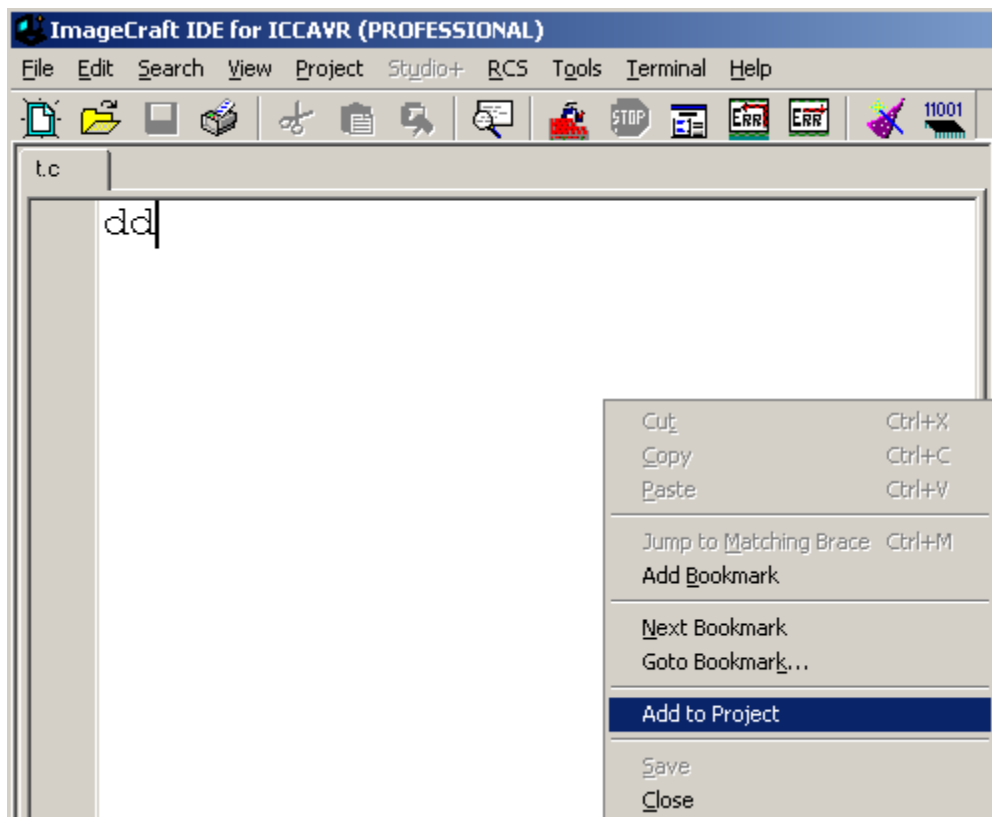 ImageCraft IDE for ICCAVR (PROFESSIONAL)
File Edit Search View Project Studio+ RCS Tools Terminal Help
STOP ERR ERR 11001
t.c
dd
Cut Ctrl+X
Copy Ctrl+C
Paste Ctrl+V
Jump to Matching Brace Ctrl+M
Add Bookmark
Next Bookmark
Goto Bookmark...
Add to Project
Save
Close